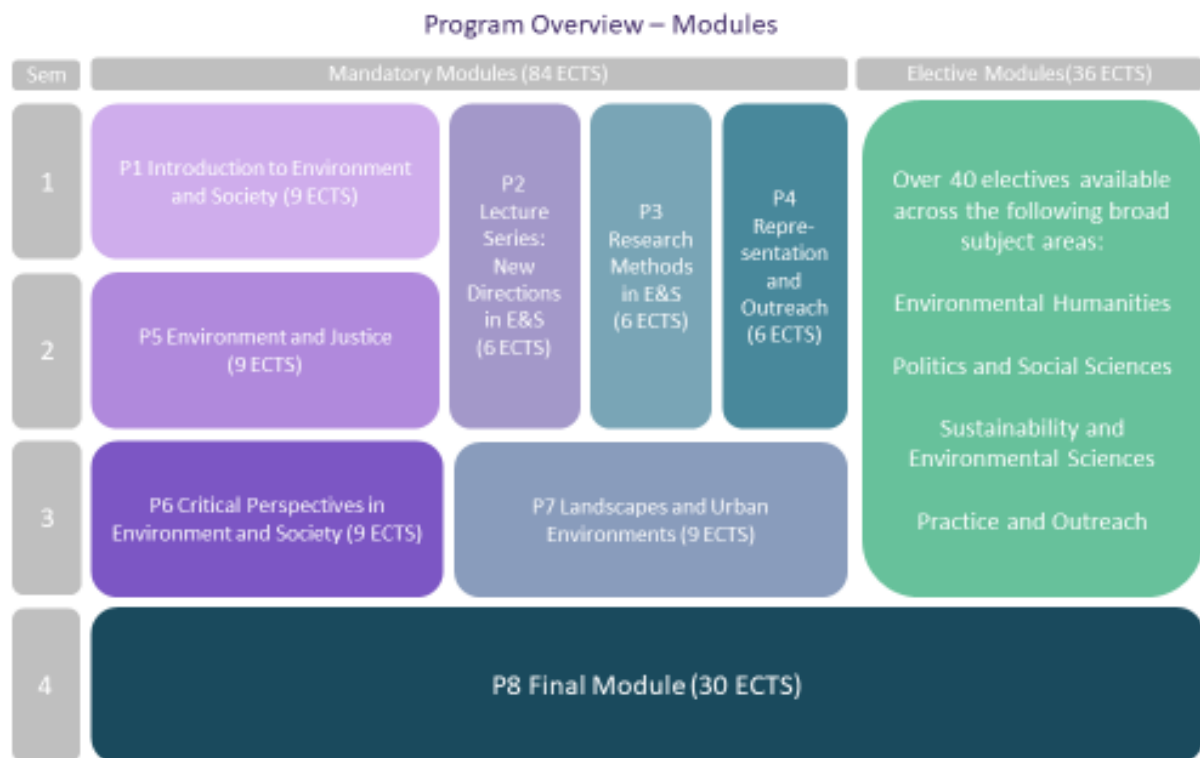 Program Overview – Modules
Sem
Mandatory Modules (84 ECTS)
Elective Modules(36 ECTS)
1
P1 Introduction to Environment
and Society (9 ECTS)
P2
Lecture
Series:
New
Directions
in E&S
(6 ECTS)
P3
Research
Methods
in E&S
(6 ECTS)
P4
Repre-
sentation
and
Outreach
(6 ECTS)
Over 40 electives available
across the following broad
subject areas:
Environmental Humanities
Politics and Social Sciences
Sustainability and
Environmental Sciences
Practice and Outreach
2
P5 Environment and Justice
(9 ECTS)
3
P6 Critical Perspectives in
Environment and Society (9 ECTS)
P7 Landscapes and Urban
Environments (9 ECTS)
4
P8 Final Module (30 ECTS)